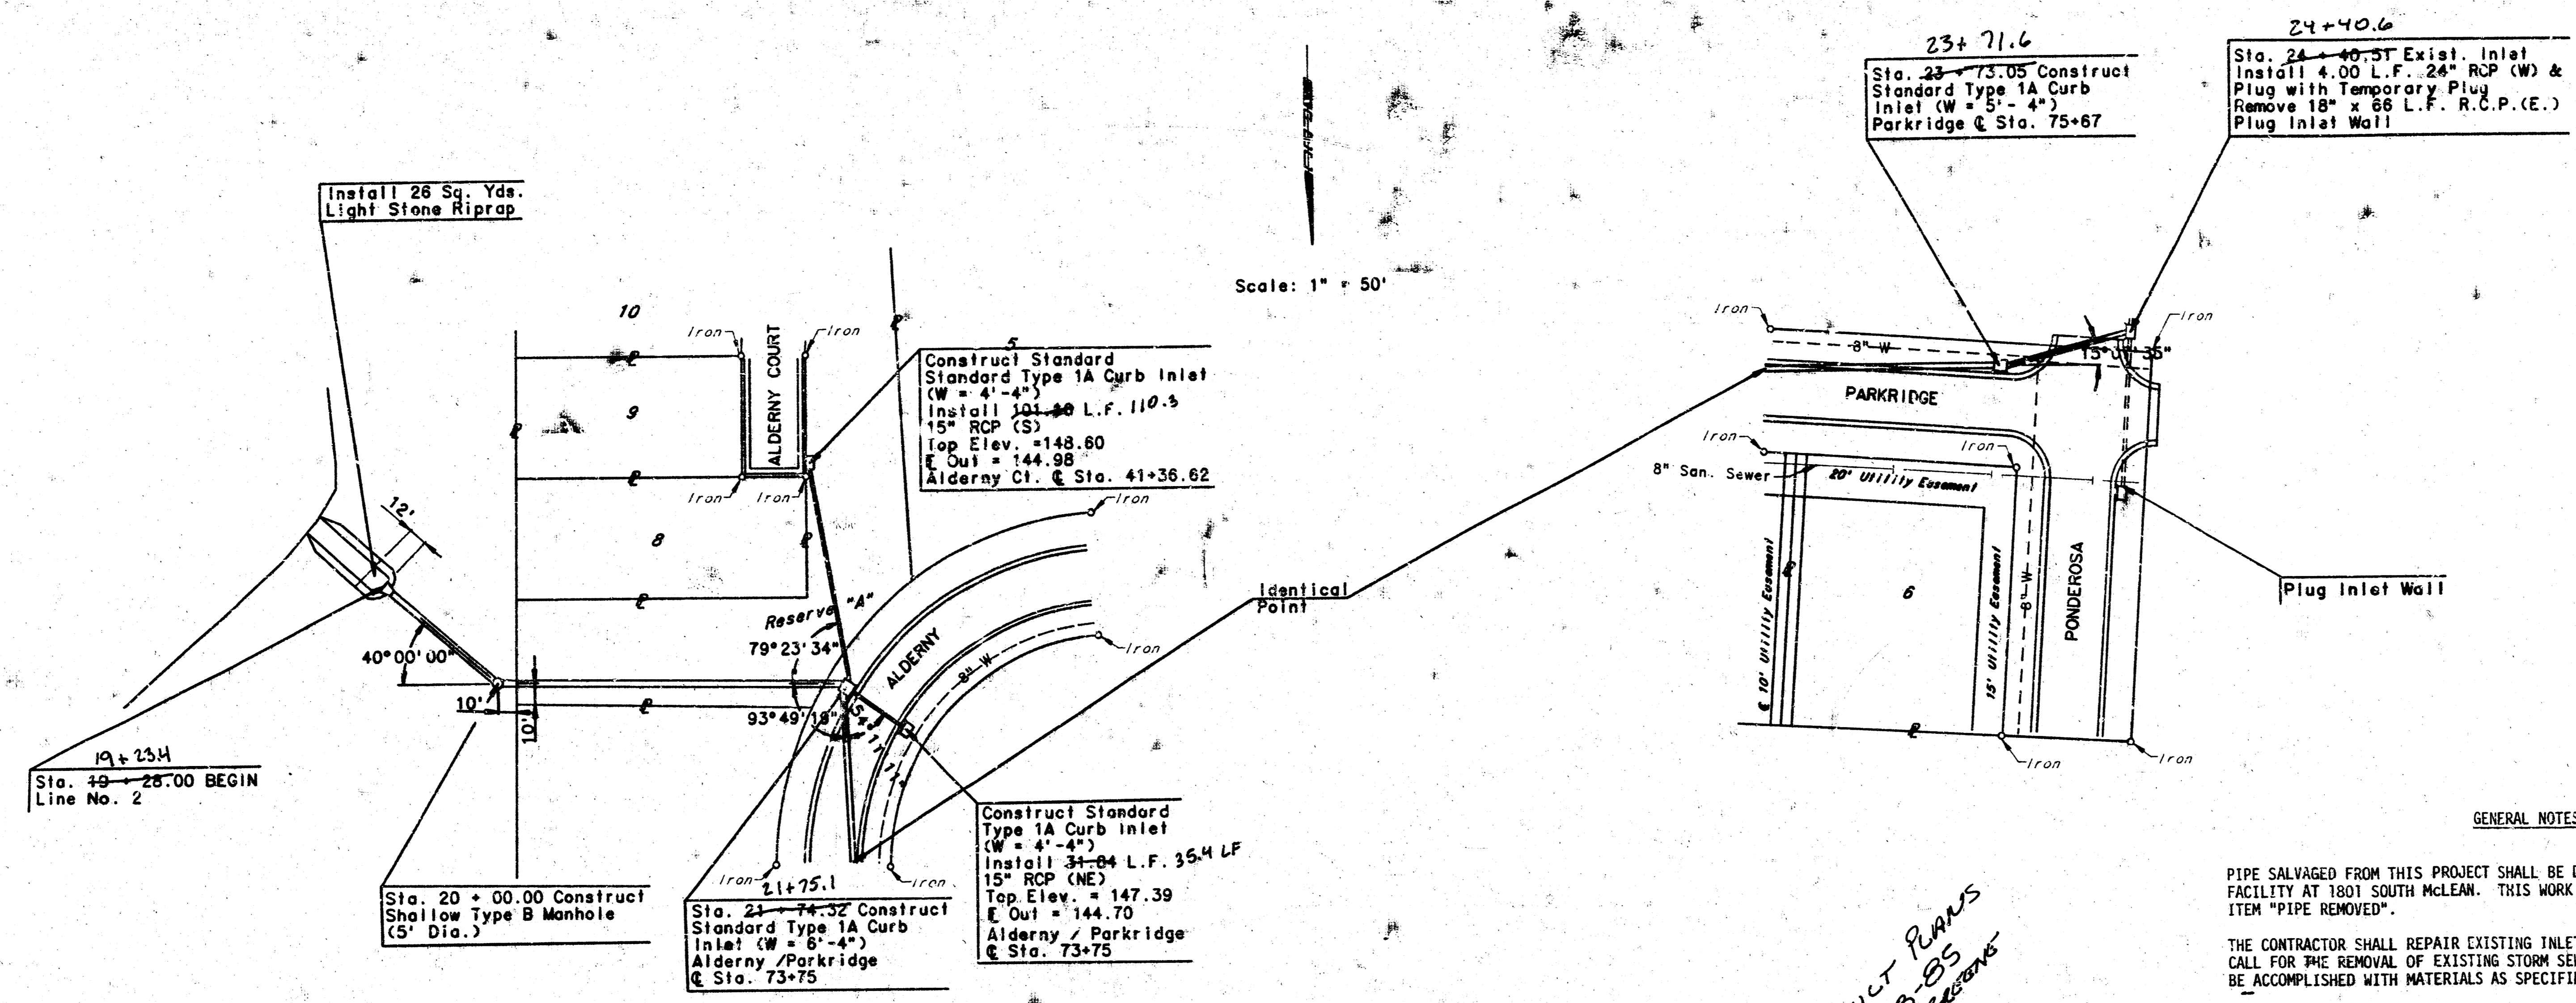 24+40.6
Sta. 24 + 40.51 Exist. Inlet
Install 4.00 L.F. 24" RCP (W) &
Plug with Temporary Plug
Remove 18" x 66 L.F. R.C.P.(E.)
Plug Inlet Wall
23+ 71.6
Sta. 23 + 73.05 Construct
Standard Type 1A Curb
Inlet (W = 5'- 4")
Parkridge ℄ Sta. 75+67
Install 26 Sq. Yds.
Light Stone Riprap
Scale: 1" = 50'
10
Iron
Iron
ALDERNY COURT
5
Construct Standard
Standard Type 1A Curb Inlet
(W = 4'-4")
Install L.F. 110.3
15" RCP (S)
Top Elev. =148.60
Out = 144.98
Alderny Ct. ℄ Sta. 41+36.62
9
Iron
Iron
Iron
8
12'
Reserve "A"
79°23'34"
ALDERNY
8" W
Iron
40°00'00"
10'
10'
93°49'19"
11"
Identical
Point
19+23.4
Sta. 19 + 28.00 BEGIN
Line No. 2
Sta. 20 + 00.00 Construct
Shallow Type B Manhole
(5' Dia.)
Iron
Iron
21+75.1
Sta. 21 + 74.32 Construct
Standard Type 1A Curb
Inlet (W = 6'-4")
Alderny /Parkridge
℄ Sta. 73+75
Construct Standard
Type 1A Curb Inlet
(W = 4'-4")
Install 31.84 L.F. 35.4 LF
15" RCP (NE)
Top Elev. = 147.39
Out = 144.70
Alderny / Parkridge
℄ Sta. 73+75
Iron
8" W
Iron
35"
PARKRIDGE
Iron
Iron
8" San. Sewer
20' Utility Easement
℄ 10' Utility Easement
6
15' Utility Easement
8" W
PONDEROSA
Plug Inlet Wall
Iron
Iron
GENERAL NOTES
PIPE SALVAGED FROM THIS PROJECT SHALL BE
FACILITY AT 1801 SOUTH McLEAN. THIS WORK
ITEM "PIPE REMOVED".
THE CONTRACTOR SHALL REPAIR EXISTING INLE
CALL FOR THE REMOVAL OF EXISTING STORM SE
BE ACCOMPLISHED WITH MATERIALS AS SPECIFI
PLANS
-85